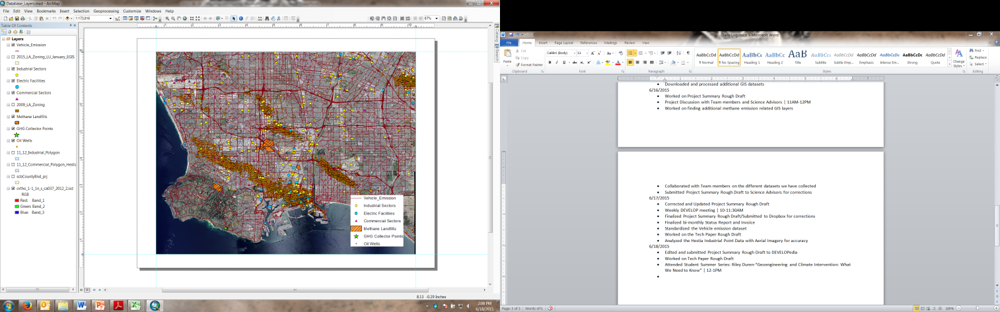 Database_Layers.mxd - ArcMap
File Edit View Bookmarks Insert Selection Geoprocessing Customize Windows Help
1:173,816
87%
Table Of Contents
Layers
Vehicle_Emission
2015_LA_Zoning_LU_January_EGIS
Industrial Sectors
Electric Facilities
Commercial Sectors
2009_LA_Zoning
Methane Landfills
GHG Collector Points
Oil Wells
11_12_Industrial_Polygon
11_12_Commercial_Polygon_Hestia
scbCountyBnd_prj
ortho_1-1_1n_s_ca037_2012_2.sid
RGB
Red: Band_1
Green: Band_2
Blue: Band_3
Vehicle_Emission
Industrial Sectors
Electric Facilities
Commercial Sectors
Methane Landfills
GHG Collector Points
Oil Wells
Catalog
Search
8.13 -0.29 Inches
2:08 PM
6/18/2015
Daily Log.docx - Microsoft Word
File Home Insert Page Layout References Mailings Review View
Paste
Cut
Copy
Format Painter
Clipboard
Calibri (Body) 11
Font
Paragraph
¶ Normal
¶ No Spacing
Heading 1
Heading 2
Title
Subtitle
Subtle Emp...
Emphasis
Intense Em...
Strong
Quote
Change Styles
Styles
Find
Replace
Select
Editing
• Downloaded and processed additional GIS datasets
6/16/2015
• Worked on Project Summary Rough Draft
• Project Discussion with Team members and Science Advisors | 11AM-12PM
• Worked on finding additional methane emission related GIS layers
• Collaborated with Team members on the different datasets we have collected
• Submitted Project Summary Rough Draft to Science Advisors for corrections
6/17/2015
• Corrected and Updated Project Summary Rough Draft
• Weekly DEVELOP meeting | 10-11:30AM
• Finalized Project Summary Rough Draft/Submitted to Dropbox for corrections
• Finalized bi-monthly Status Report and Invoice
• Standardized the Vehicle emission dataset
• Worked on the Tech Paper Rough Draft
• Analyzed the Hestia Industrial Point Data with Aerial Imagery for accuracy
6/18/2015
• Edited and submitted Project Summary Rough Draft to DEVELOPedia
• Worked on Tech Paper Rough Draft
• Attended Student Summer Series: Riley Duren-"Geoengineering and Climate Intervention: What
We Need to Know" | 12-1PM
•
Page: 3 of 3 Words: 671
100%